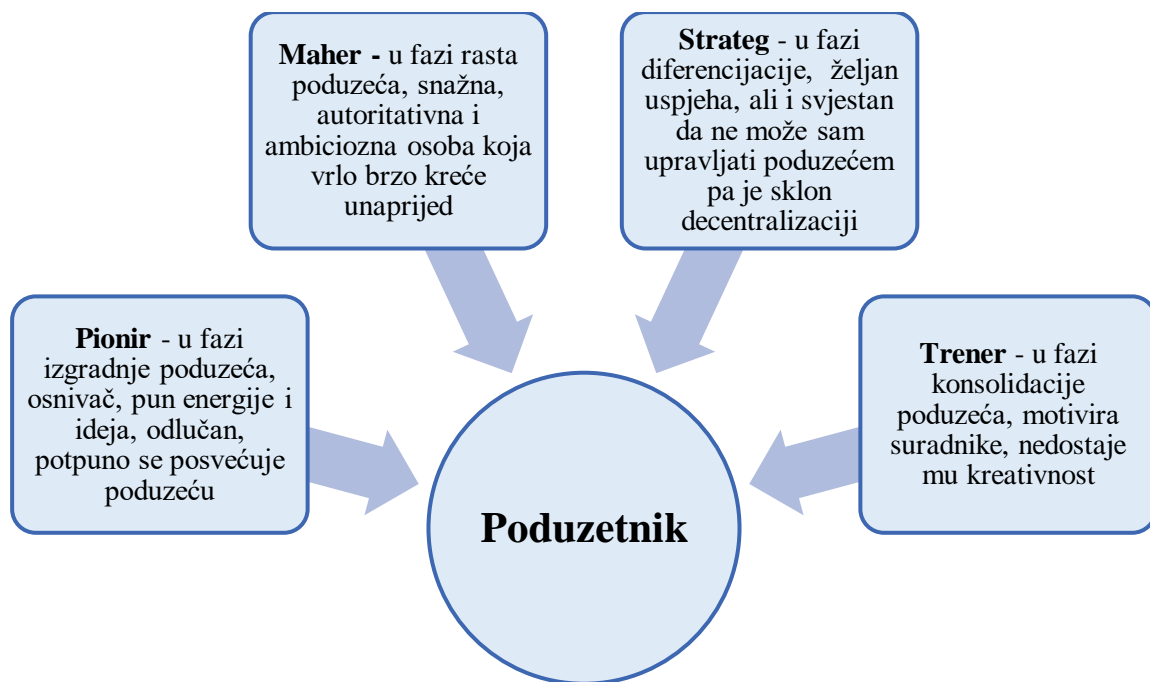 Maher - u fazi rasta
poduzeća, snažna,
autoritativna i
ambiciozna osoba koja
vrlo brzo kreće
unaprijed
Strateg - u fazi
diferencijacije, željan
uspjeha, ali i svjestan
da ne može sam
upravljati poduzećem
pa je sklon
decentralizaciji
Pionir - u fazi
izgradnje poduzeća,
osnivač, pun energije i
ideja, odlučan,
potpuno se posvećuje
poduzeću
Trener - u fazi
konsolidacije
poduzeća, motivira
suradnike, nedostaje
mu kreativnost
Poduzetnik